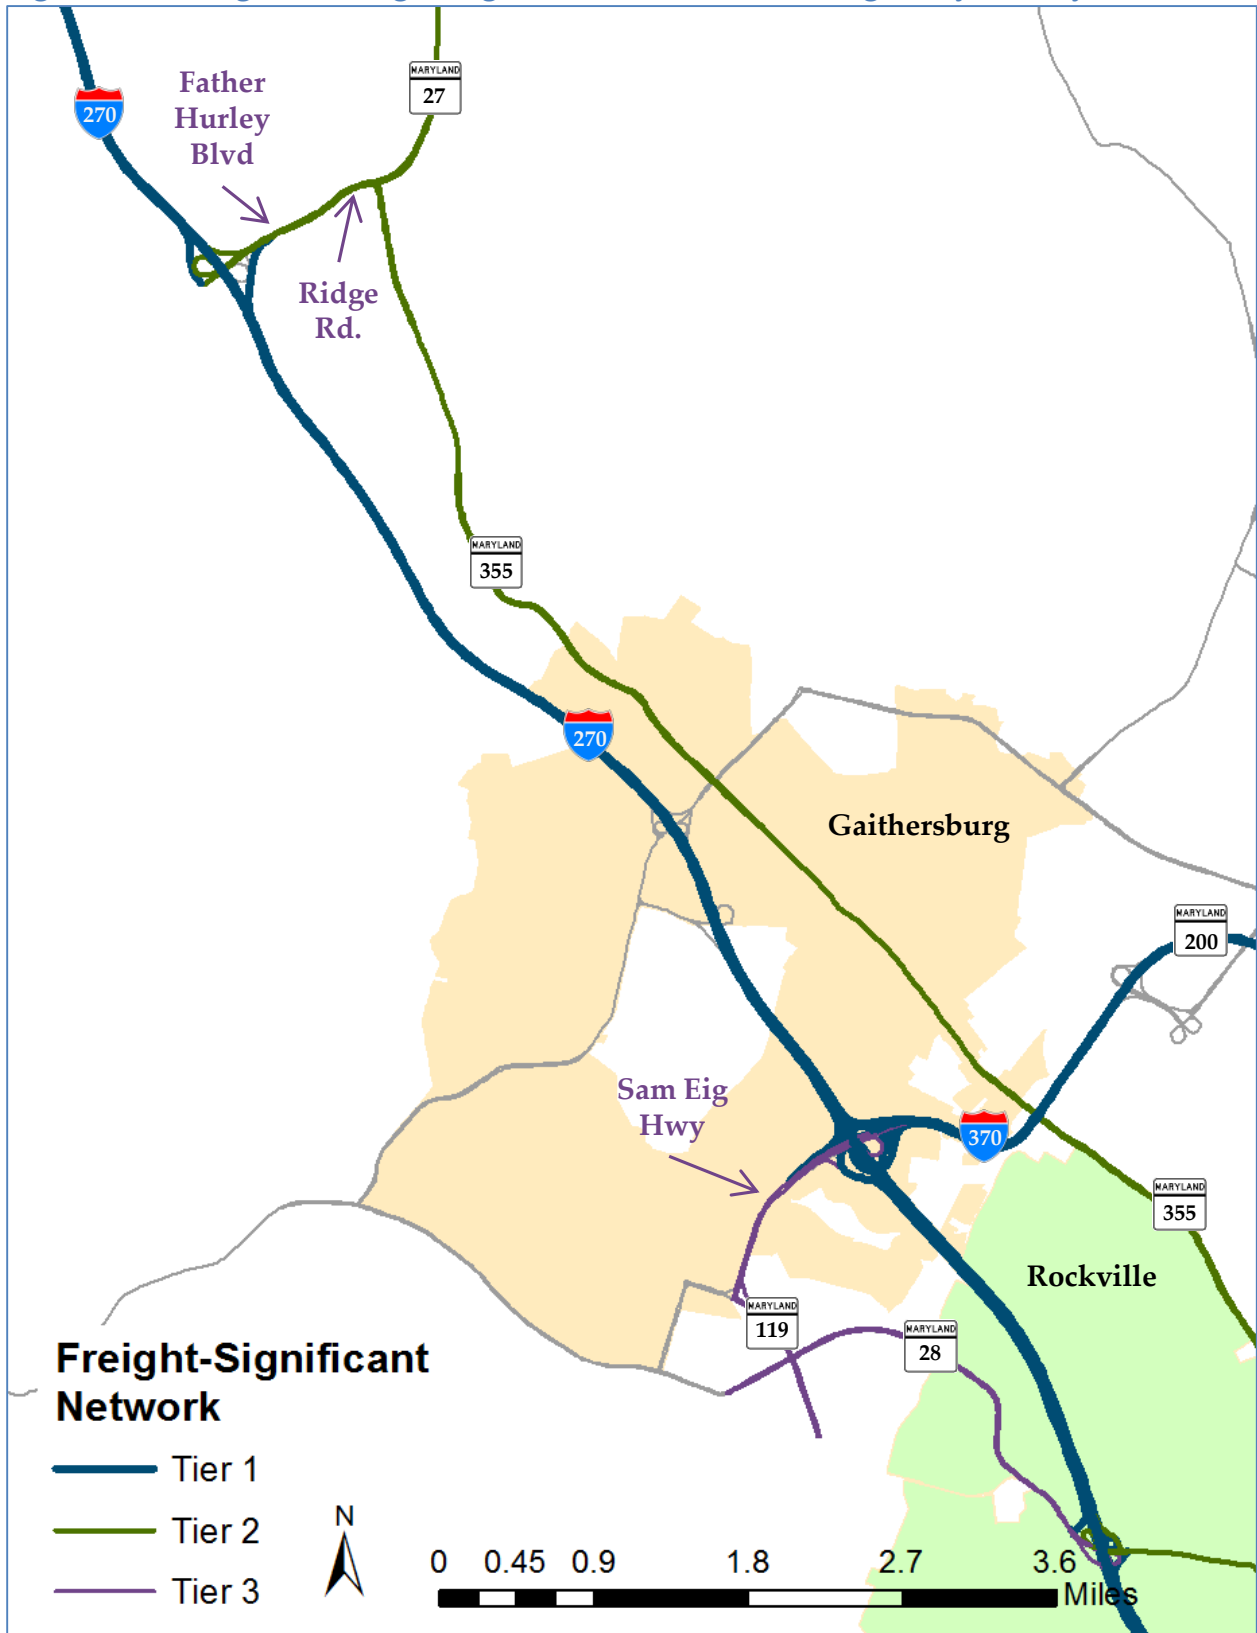 MARYLAND
27
270
Father
Hurley
Blvd
Ridge
Rd.
MARYLAND
355
270
Gaithersburg
MARYLAND
200
Sam Eig
Hwy
370
MARYLAND
355
Rockville
MARYLAND
119
MARYLAND
28
Freight-Significant
Network
Tier 1
Tier 2
Tier 3
N
0 0.45 0.9 1.8 2.7 3.6
Miles